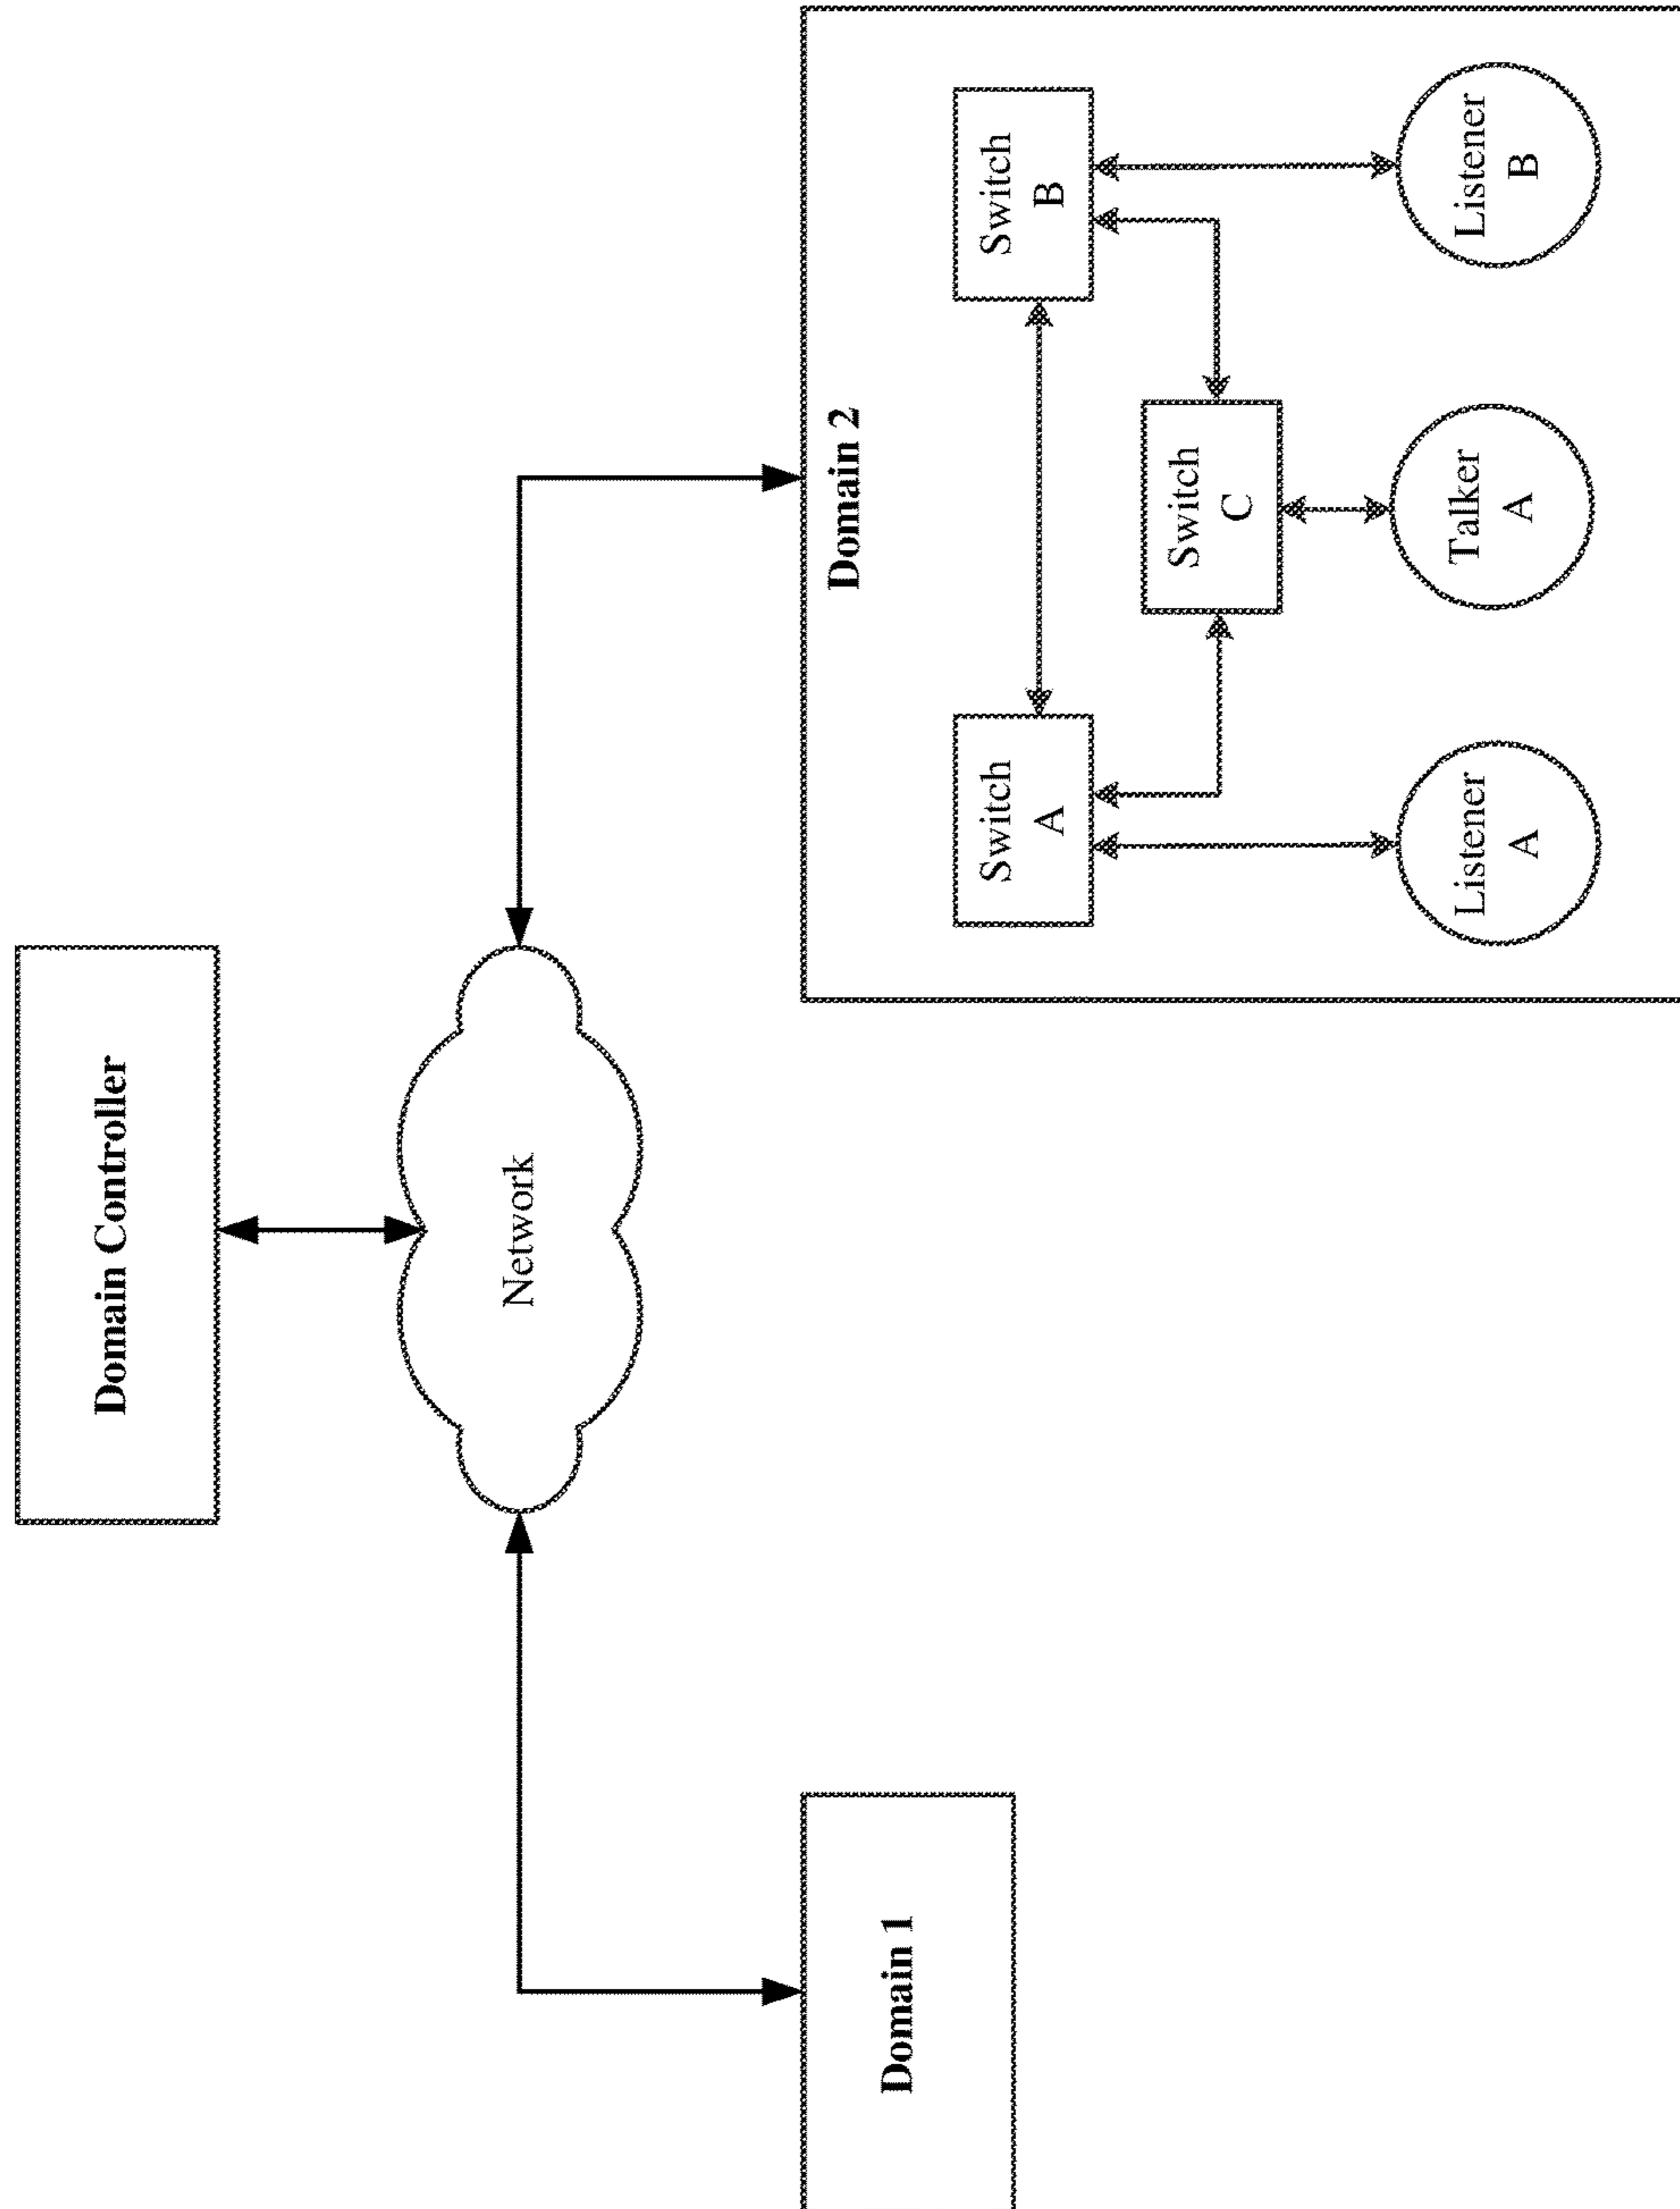 Domain Controller
Network
Domain 1
Domain 2
Switch
A
Switch
B
Switch
C
Listener
A
Talker
A
Listener
B